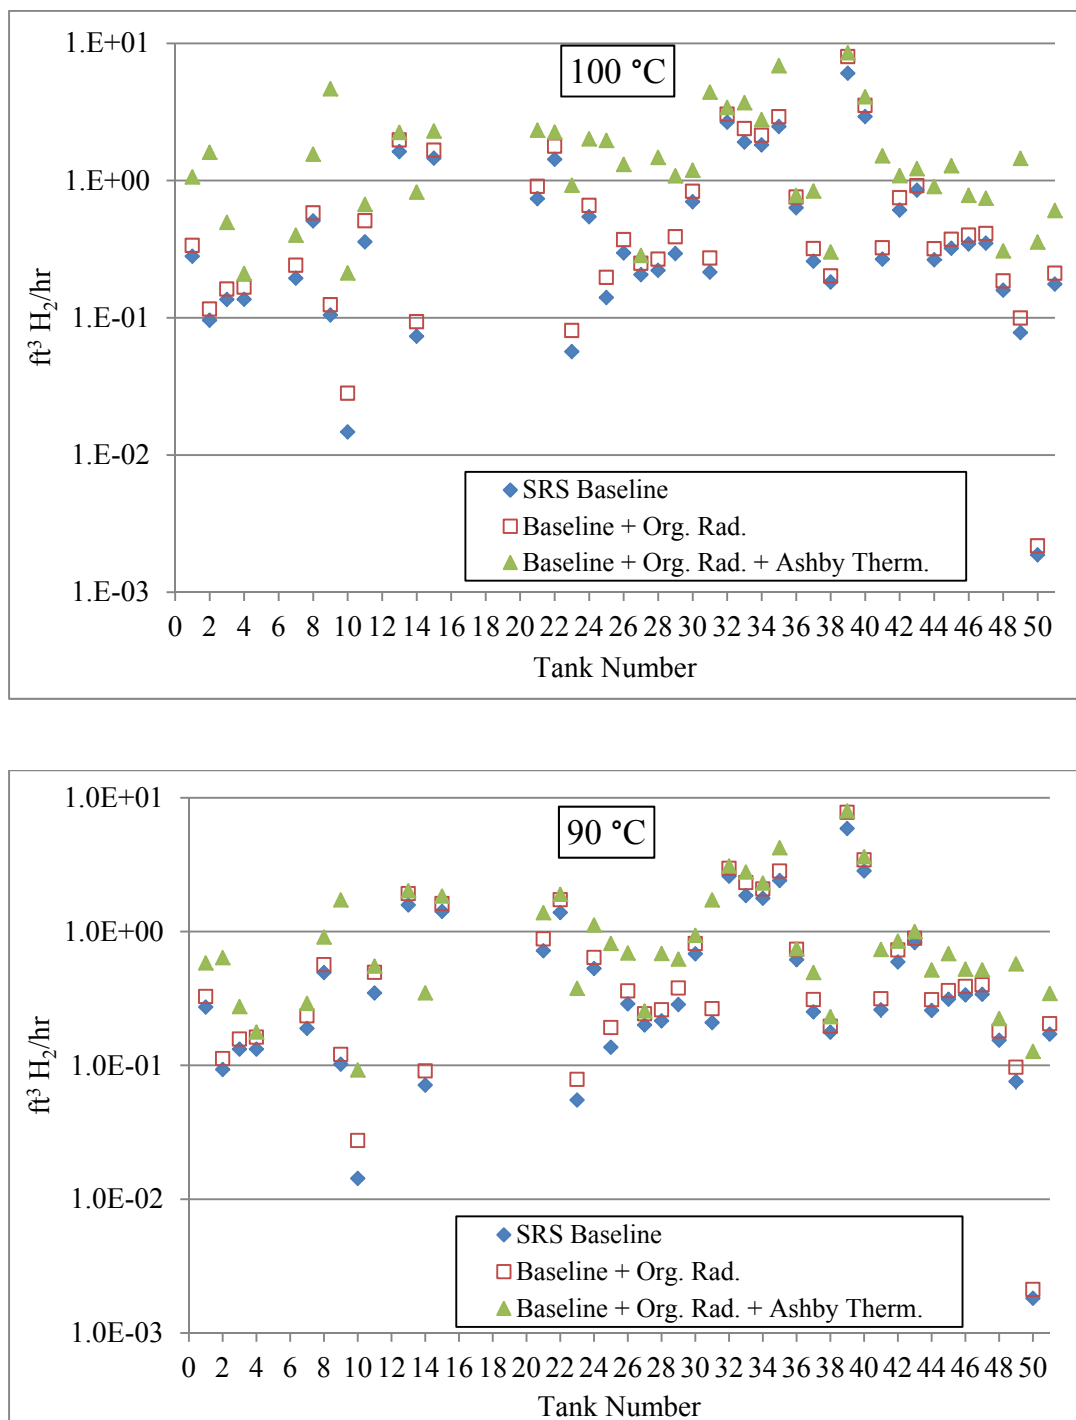 100 °C
1.E+01
1.E+00
1.E-01
1.E-02
1.E-03
ft³ H₂/hr
SRS Baseline
Baseline + Org. Rad.
Baseline + Org. Rad. + Ashby Therm.
0 2 4 6 8 10 12 14 16 18 20 22 24 26 28 30 32 34 36 38 40 42 44 46 48 50
Tank Number
90 °C
1.0E+01
1.0E+00
1.0E-01
1.0E-02
1.0E-03
ft³ H₂/hr
SRS Baseline
Baseline + Org. Rad.
Baseline + Org. Rad. + Ashby Therm.
0 2 4 6 8 10 12 14 16 18 20 22 24 26 28 30 32 34 36 38 40 42 44 46 48 50
Tank Number